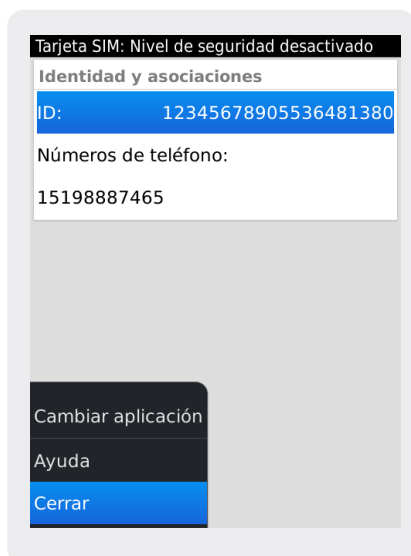 Tarjeta SIM: Nivel de seguridad desactivado
Identidad y asociaciones
ID: 12345678905536481380
Números de teléfono:
15198887465
Cambiar aplicación
Ayuda
Cerrar